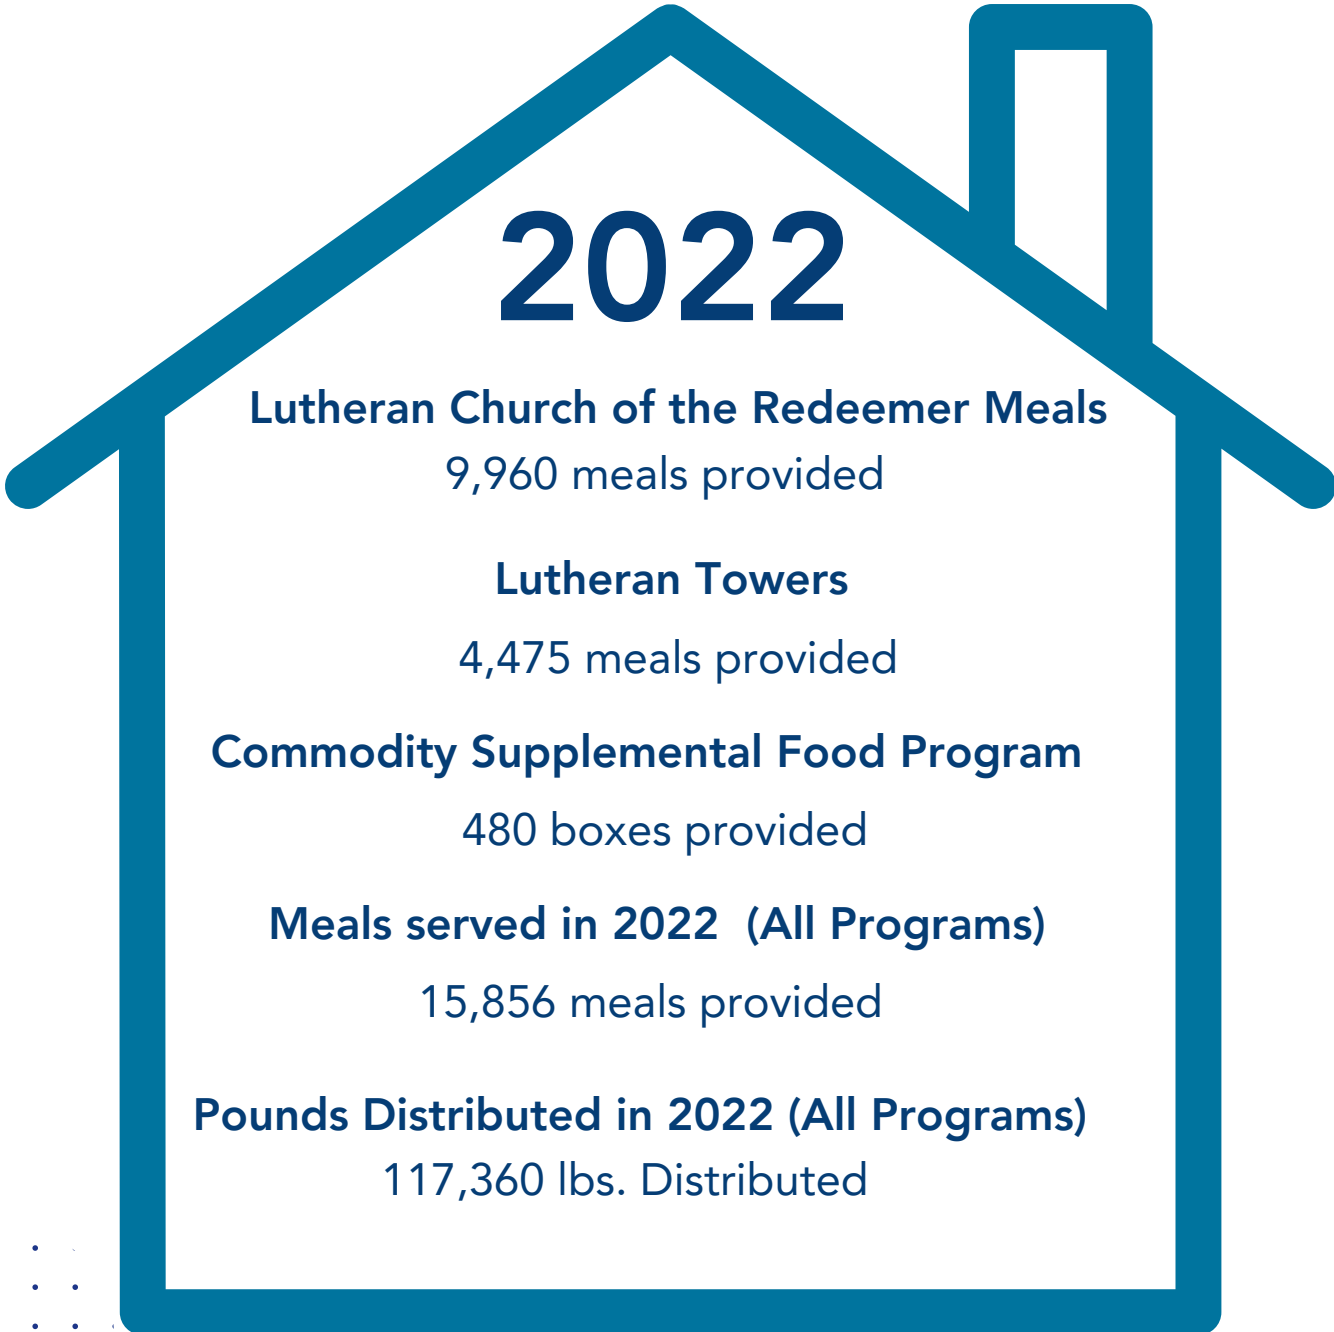 2022
Lutheran Church of the Redeemer Meals
9,960 meals provided
Lutheran Towers
4,475 meals provided
Commodity Supplemental Food Program
480 boxes provided
Meals served in 2022  (All Programs)
15,856 meals provided
Pounds Distributed in 2022 (All Programs)
117,360 lbs. Distributed